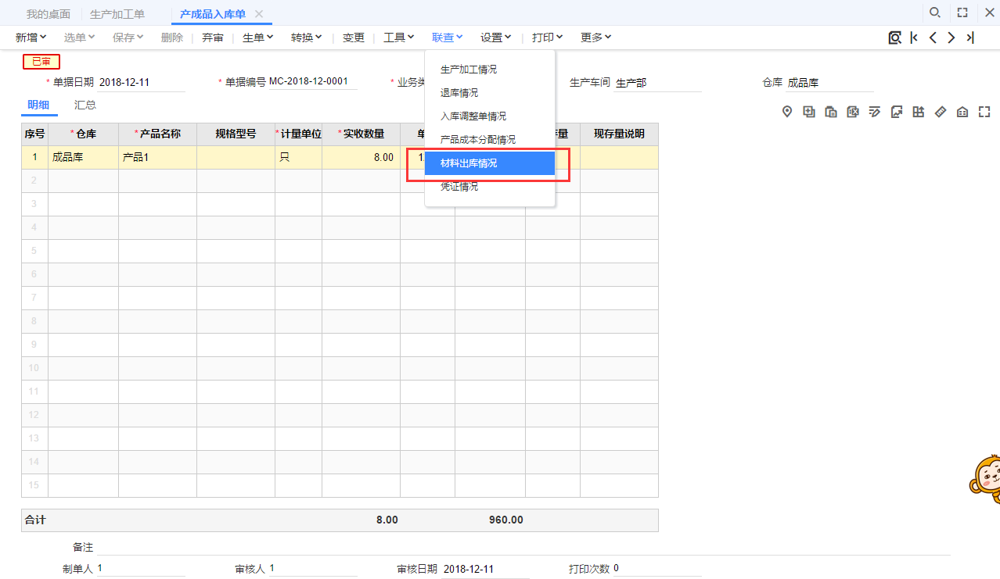 我的桌面 生产加工单 产成品入库单
新增 选单 保存 删除 弃审 生单 转换 变更 工具 联查 设置 打印 更多
已审
* 单据日期 2018-12-11 * 单据编号 MC-2018-12-0001 * 业务类 生产车间 生产部 仓库 成品库
明细 汇总
生产加工情况
退库情况
入库调整单情况
产品成本分配情况
材料出库情况
凭证情况
序号 *仓库 *产品名称 规格型号 *计量单位 *实收数量 单 存量 现存量说明
1 成品库 产品1 只 8.00 1
2
3
4
5
6
7
8
9
10
11
12
13
14
15
合计 8.00 960.00
备注
制单人 1 审核人 1 审核日期 2018-12-11 打印次数 0